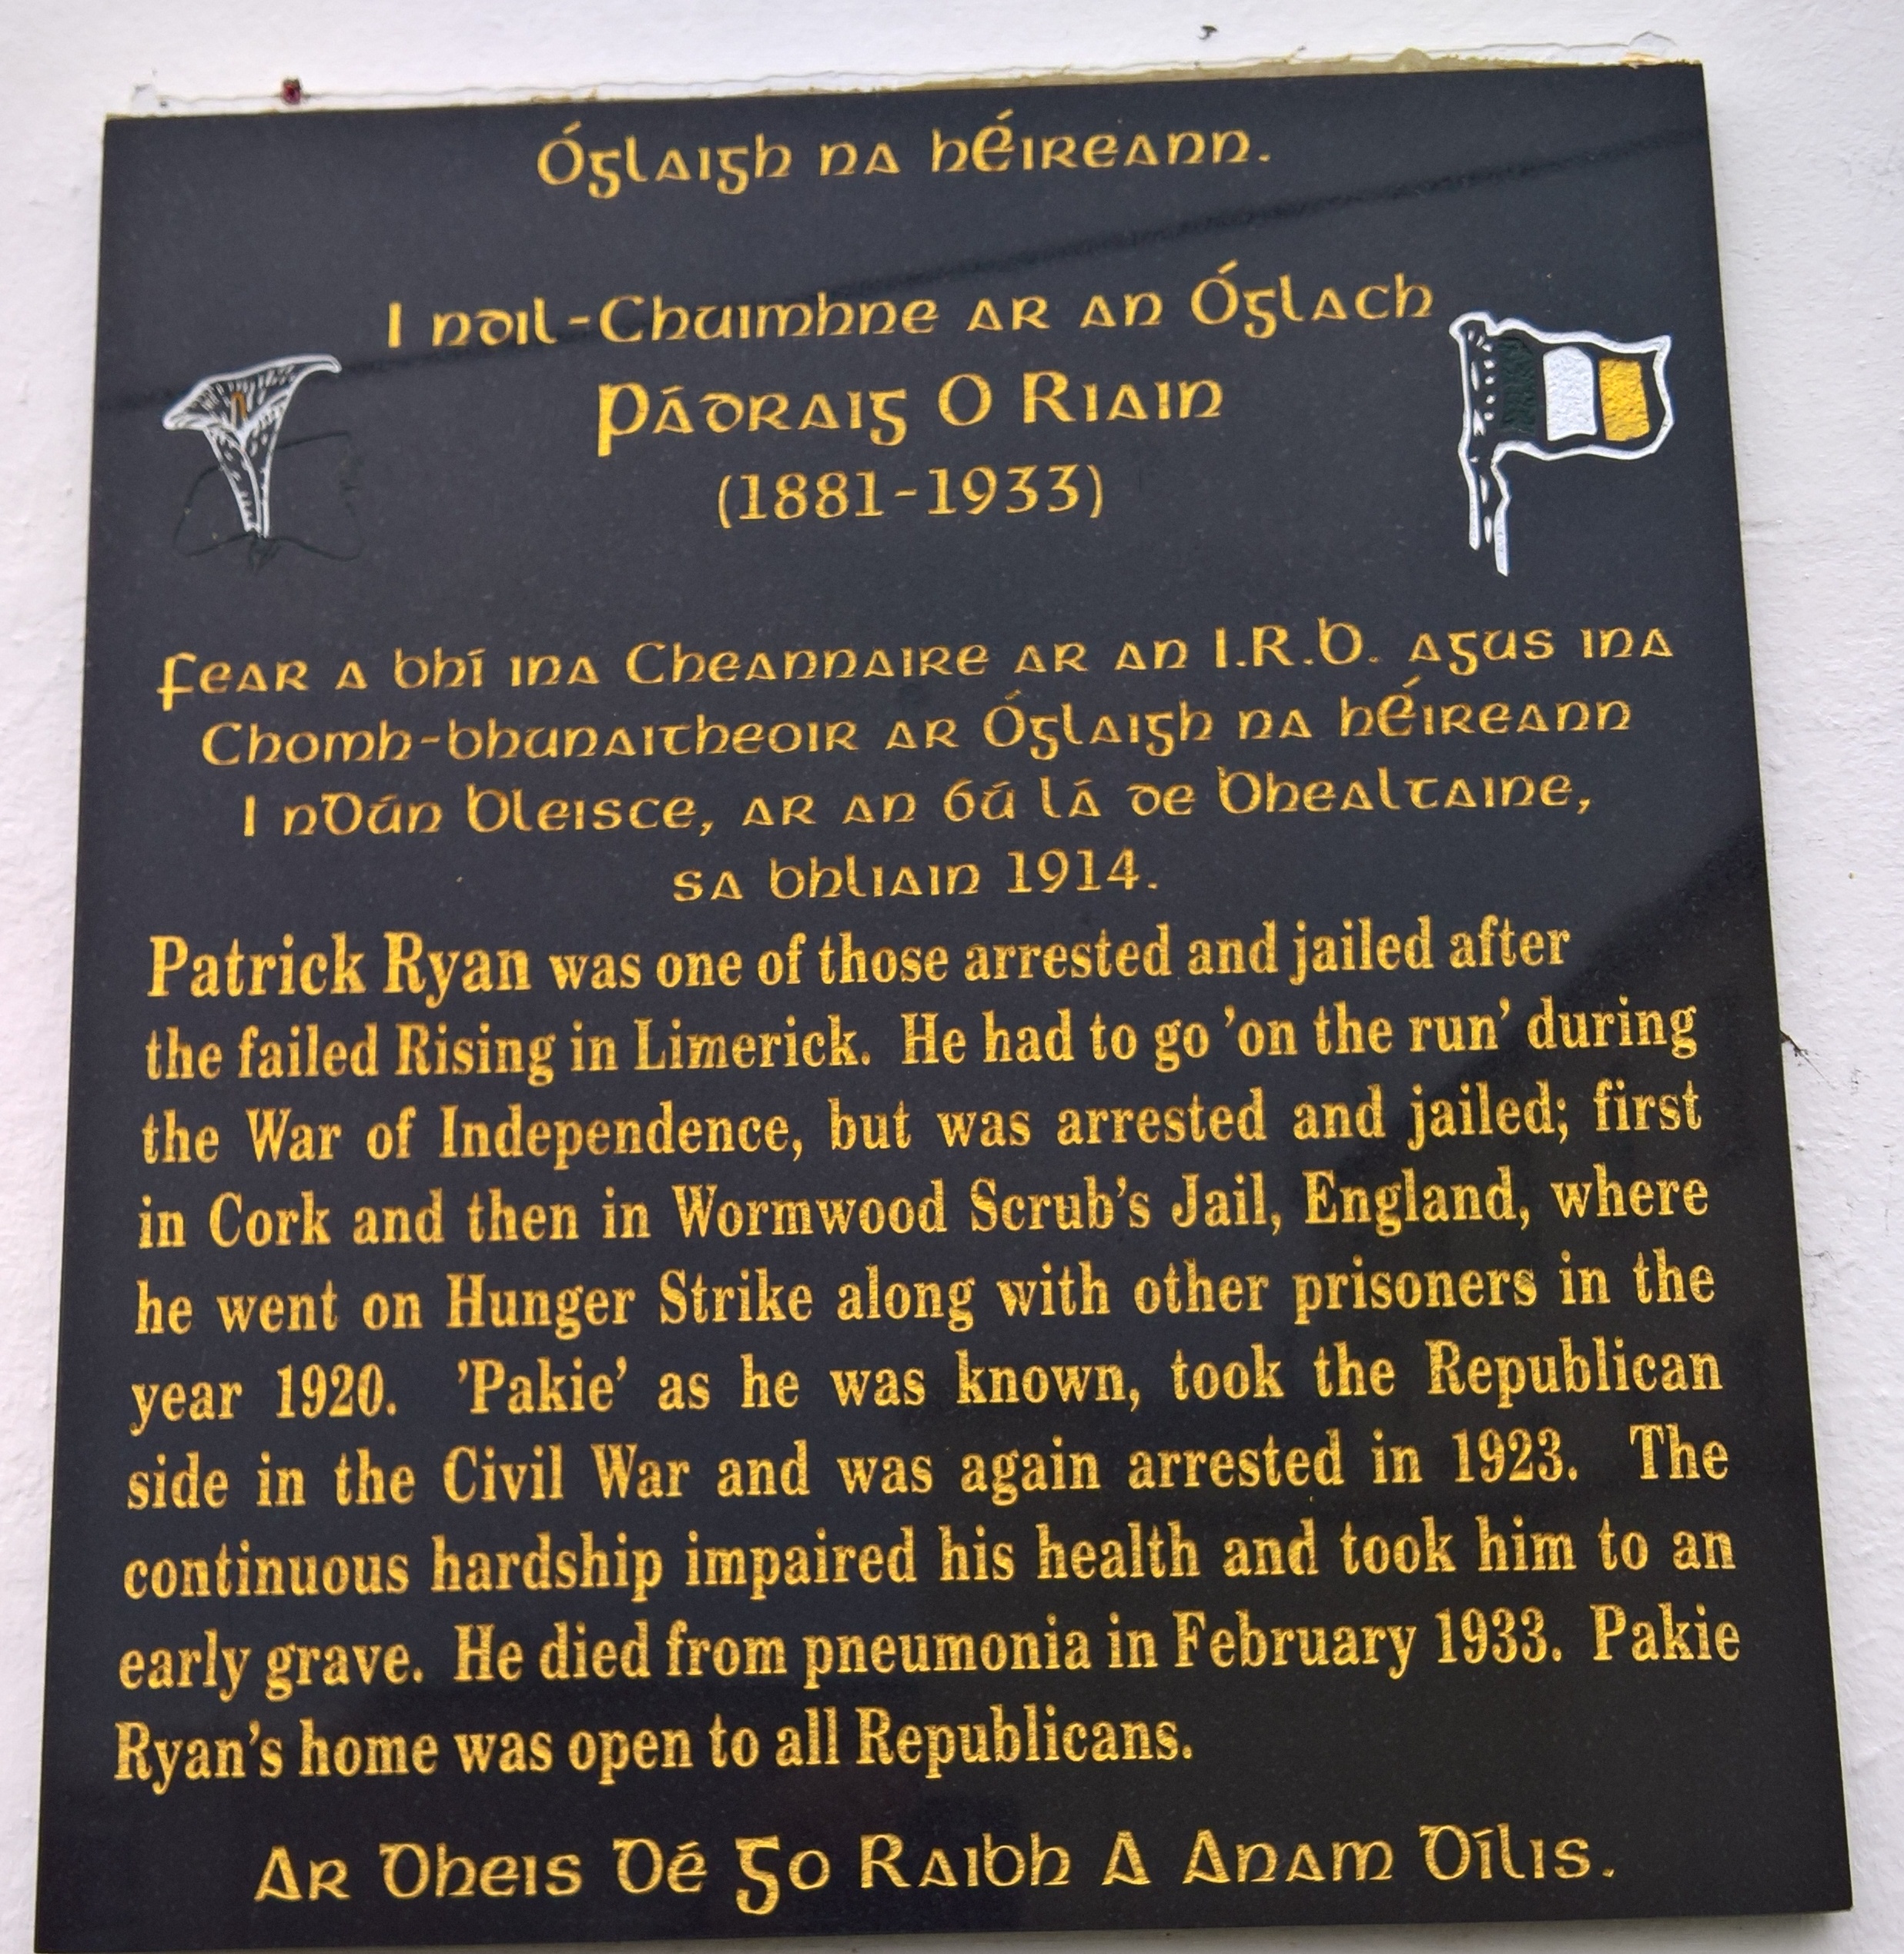 Óglaigh na hÉireann.
I ndil-Chuimhne ar an Óglach
Pádraig O Riain
(1881-1933)
Fear a bhí ina Cheannaire ar an I.R.B. agus ina
Chomh-bhunaitheoir ar Óglaigh na hÉireann
I nDún Bleisce, ar an 6ú lá de Bhealtaine,
sa bhliain 1914.
Patrick Ryan was one of those arrested and jailed after
the failed Rising in Limerick. He had to go 'on the run' during
the War of Independence, but was arrested and jailed; first
in Cork and then in Wormwood Scrub's Jail, England, where
he went on Hunger Strike along with other prisoners in the
year 1920. 'Pakie' as he was known, took the Republican
side in the Civil War and was again arrested in 1923. The
continuous hardship impaired his health and took him to an
early grave. He died from pneumonia in February 1933. Pakie
Ryan's home was open to all Republicans.
Ar Dheis Dé Go Raibh A Anam Dílis.